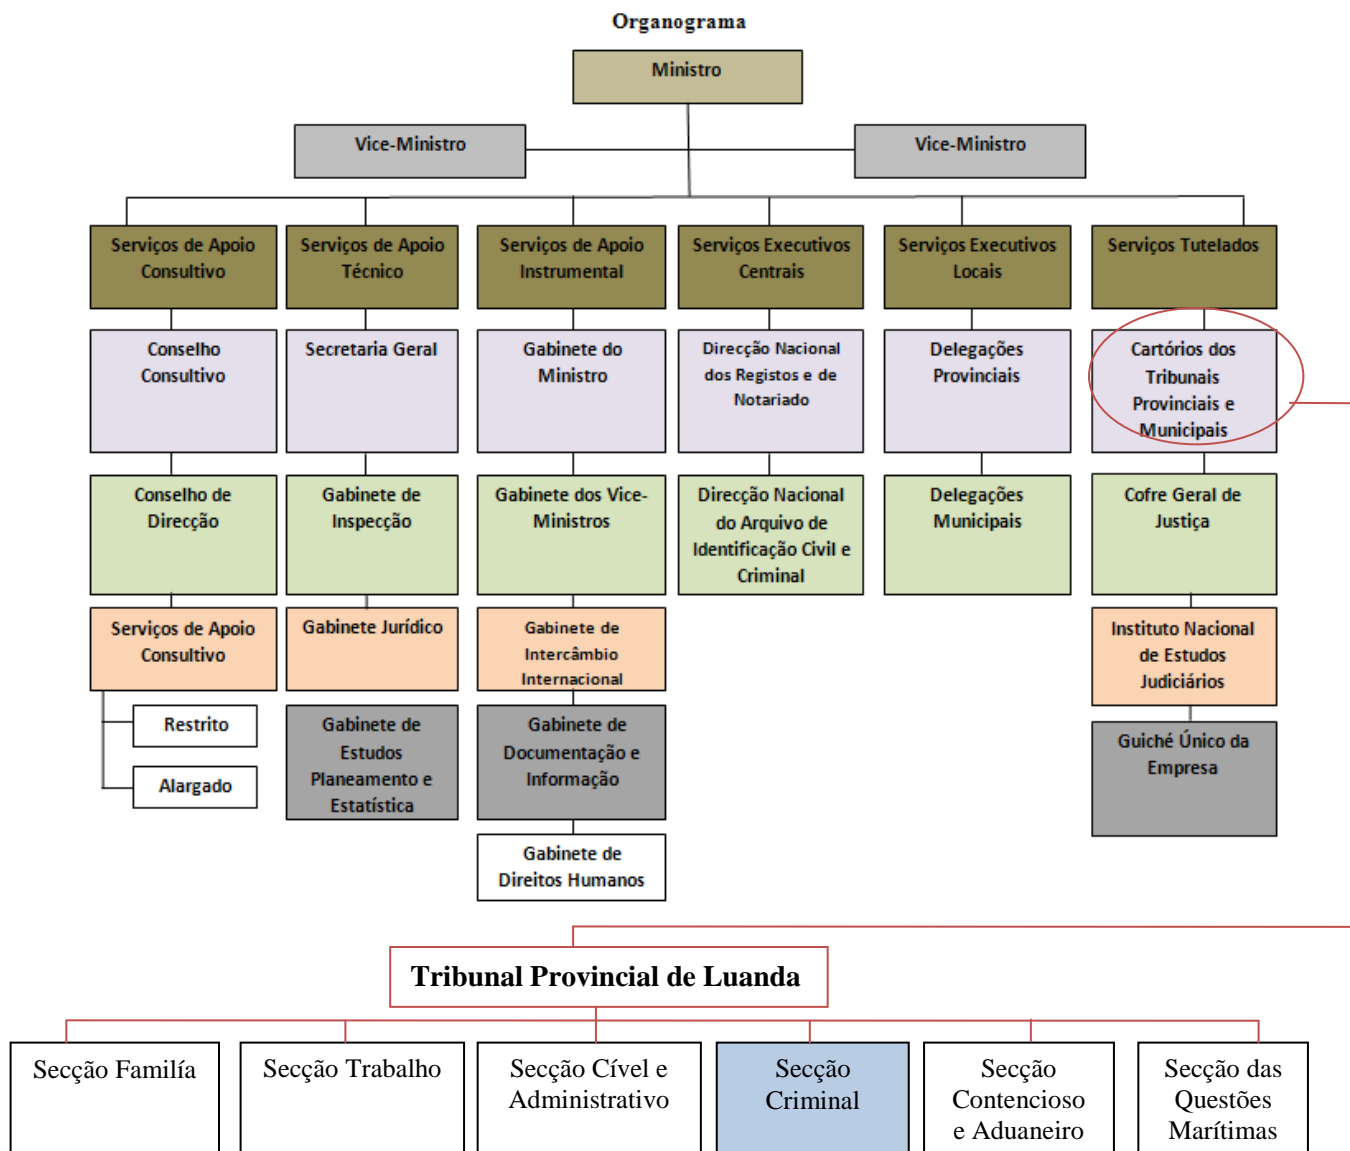 Organograma
Ministro
Vice-Ministro
Vice-Ministro
Serviços de Apoio
Consultivo
Serviços de Apoio
Técnico
Serviços de Apoio
Instrumental
Serviços Executivos
Centrais
Serviços Executivos
Locais
Serviços Tutelados
Conselho
Consultivo
Secretaria Geral
Gabinete do
Ministro
Direcção Nacional
dos Registos e de
Notariado
Delegações
Provinciais
Cartórios dos
Tribunais
Provinciais e
Municipais
Conselho de
Direcção
Gabinete de
Inspecção
Gabinete dos Vice-
Ministros
Direcção Nacional
do Arquivo de
Identificação Civil e
Criminal
Delegações
Municipais
Cofre Geral de
Justiça
Serviços de Apoio
Consultivo
Gabinete Jurídico
Gabinete de
Intercâmbio
Internacional
Instituto Nacional
de Estudos
Judiciários
Restrito
Alargado
Gabinete de
Estudos
Planeamento e
Estatística
Gabinete de
Documentação e
Informação
Guiché Único da
Empresa
Gabinete de
Direitos Humanos
Tribunal Provincial de Luanda
Secção Familía
Secção Trabalho
Secção Cível e
Administrativo
Secção
Criminal
Secção
Contencioso
e Aduaneiro
Secção das
Questões
Marítimas